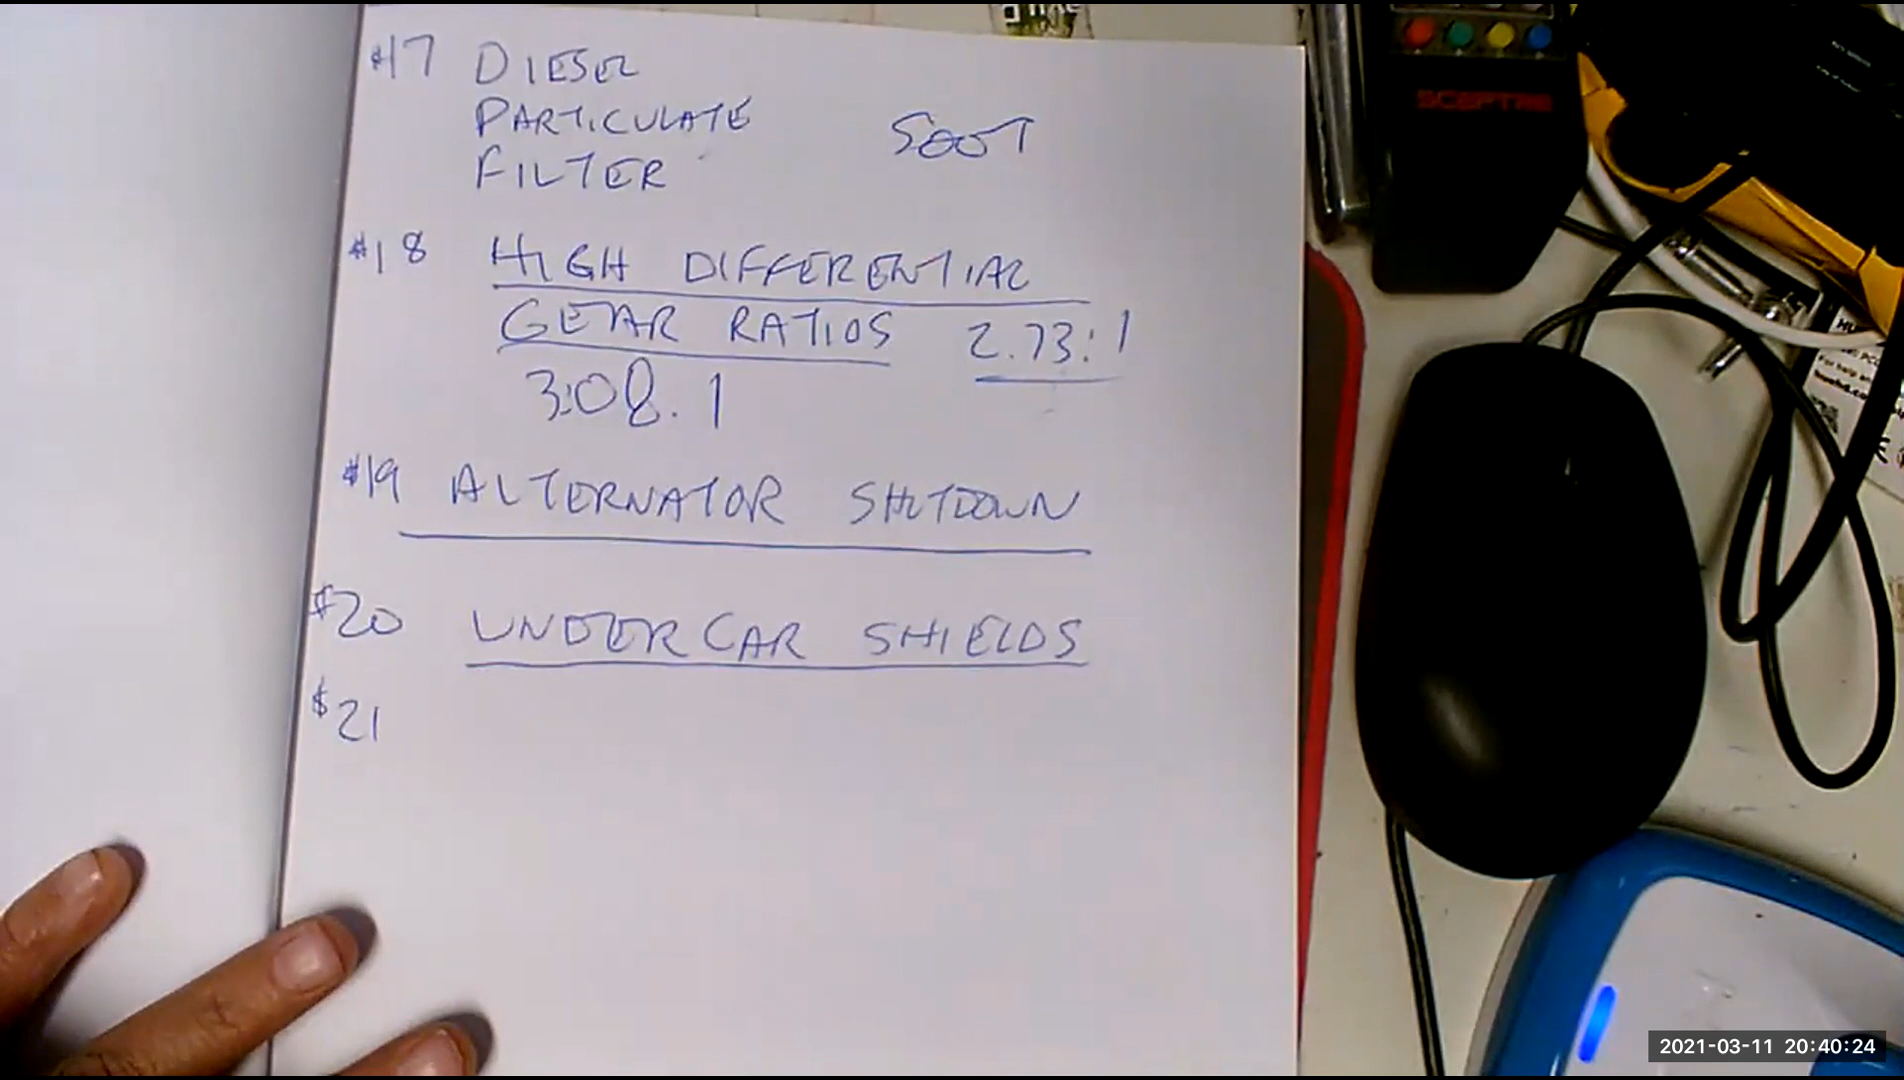 #17 DIESEL
PARTICULATE SOOT
FILTER
#18 HIGH DIFFERENTIAL
GEAR RATIOS 2.73:1
3:08.1
#19 ALTERNATOR SHUTDOWN
$20 UNDERCAR SHIELDS
$21
SCEPTRE
2021-03-11 20:40:24